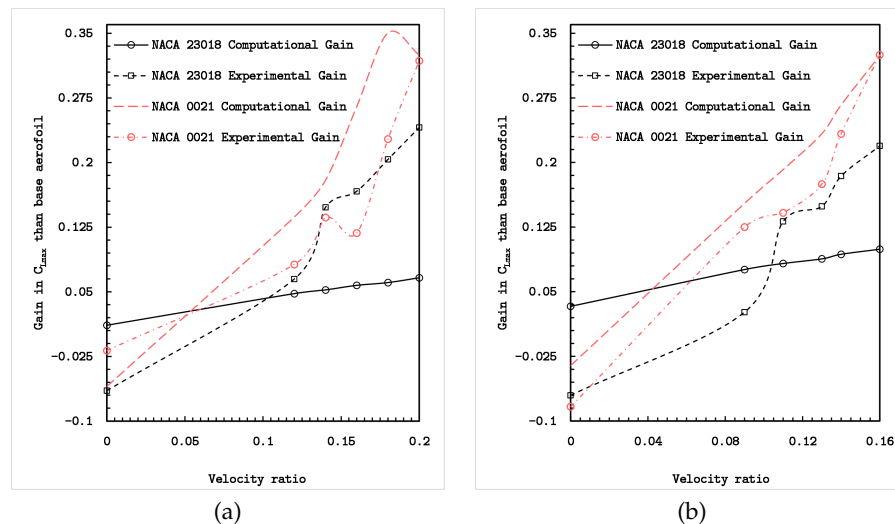 NACA 23018 Computational Gain
NACA 23018 Experimental Gain
NACA 0021 Computational Gain
NACA 0021 Experimental Gain
Gain in C_Lmax than base aerofoil
0.35
0.275
0.2
0.125
0.05
-0.025
-0.1
0 0.05 0.1 0.15 0.2
Velocity ratio
(a)
NACA 23018 Computational Gain
NACA 23018 Experimental Gain
NACA 0021 Computational Gain
NACA 0021 Experimental Gain
Gain in C_Lmax than base aerofoil
0.35
0.275
0.2
0.125
0.05
-0.025
-0.1
0 0.04 0.08 0.12 0.16
Velocity ratio
(b)